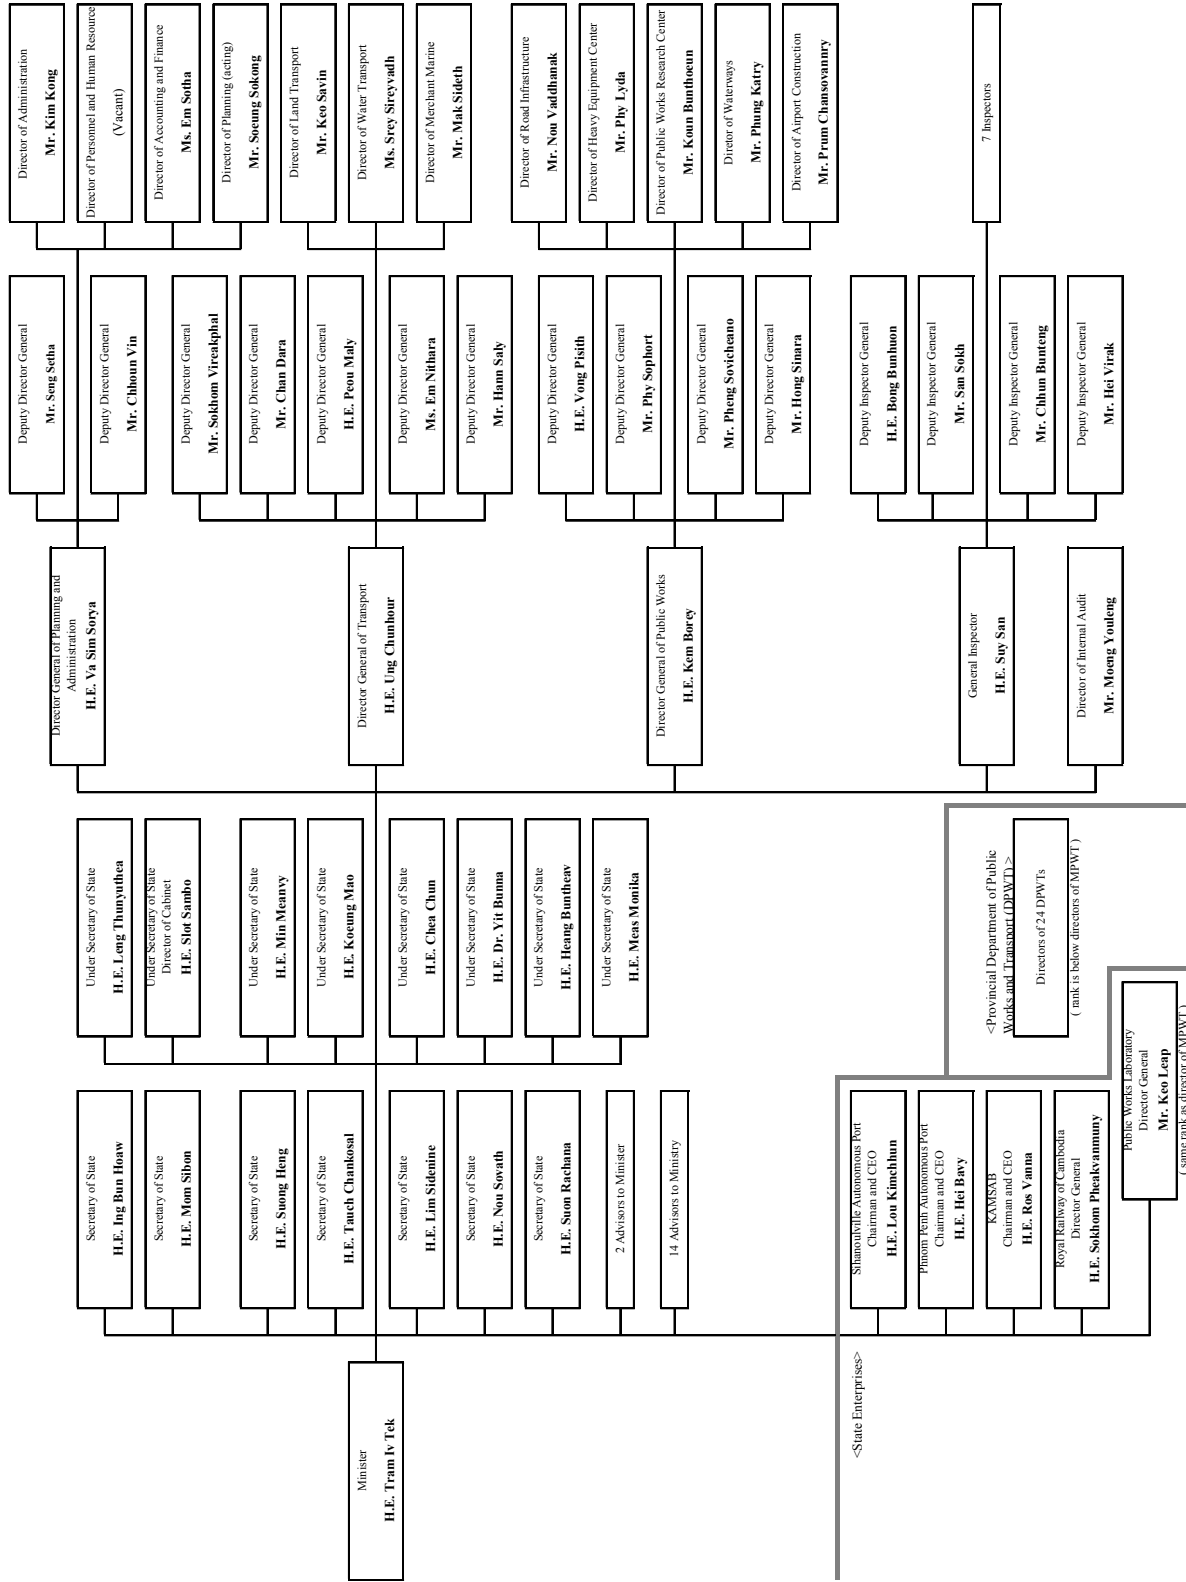 Minister
H.E. Tram Iv Tek
Secretary of State
H.E. Ing Bun Hoaw
Secretary of State
H.E. Mom Sibon
Secretary of State
H.E. Suong Heng
Secretary of State
H.E. Tauch Chankosal
Secretary of State
H.E. Lim Sidenine
Secretary of State
H.E. Nou Sovath
Secretary of State
H.E. Suon Rachana
2 Advisors to Minister
14 Advisors to Ministry
<State Enterprises>
Sihanoulville Autonomous Port
Chairman and CEO
H.E. Lou Kimchhun
Phnom Penh Autonomous Port
Chairman and CEO
H.E. Hei Bavy
KAMSAB
Chairman and CEO
H.E. Ros Vanna
Royal Railway of Cambodia
Director General
H.E. Sokhom Pheakvanmuny
Public Works Laboratory
Director General
Mr. Keo Leap
( same rank as director of MPWT )
Under Secretary of State
H.E. Leng Thunyuthea
Under Secretary of State
Director of Cabinet
H.E. Slot Sambo
Under Secretary of State
H.E. Min Meanvy
Under Secretary of State
H.E. Koeung Mao
Under Secretary of State
H.E. Chea Chun
Under Secretary of State
H.E. Dr. Yit Bunna
Under Secretary of State
H.E. Heang Buntheav
Under Secretary of State
H.E. Meas Monika
<Provincial Department of Public
Works and Transport (DPWT) >
Directors of 24 DPWTs
( rank is below directors of MPWT )
Director General of Planning and
Administration
H.E. Va Sim Sorya
Director General of Transport
H.E. Ung Chunhour
Director General of Public Works
H.E. Kem Borey
General Inspector
H.E. Suy San
Director of Internal Audit
Mr. Moeng Youleng
Deputy Director General
Mr. Seng Setha
Deputy Director General
Mr. Chhoun Vin
Deputy Director General
Mr. Sokhom Vireakphal
Deputy Director General
Mr. Chan Dara
Deputy Director General
H.E. Peou Maly
Deputy Director General
Ms. Em Nithara
Deputy Director General
Mr. Hann Saly
Deputy Director General
H.E. Vong Pisith
Deputy Director General
Mr. Phy Sophort
Deputy Director General
Mr. Pheng Sovicheano
Deputy Director General
Mr. Hong Sinara
Deputy Inspector General
H.E. Bong Bunhuon
Deputy Inspector General
Mr. San Sokh
Deputy Inspector General
Mr. Chhun Bunteng
Deputy Inspector General
Mr. Hei Virak
Director of Administration
Mr. Kim Kong
Director of Personnel and Human Resource
(Vacant)
Director of Accounting and Finance
Ms. Em Sotha
Director of Planning (acting)
Mr. Soeung Sokong
Director of Land Transport
Mr. Keo Savin
Director of Water Transport
Ms. Srey Sireyvadh
Director of Merchant Marine
Mr. Mak Sideth
Director of Road Infrastructure
Mr. Nou Vaddhanak
Director of Heavy Equipment Center
Mr. Phy Lyda
Director of Public Works Research Center
Mr. Koun Bunthoeun
Diretor of Waterways
Mr. Phung Katry
Director of Airport Construction
Mr. Prum Chansovannry
7 Inspectors